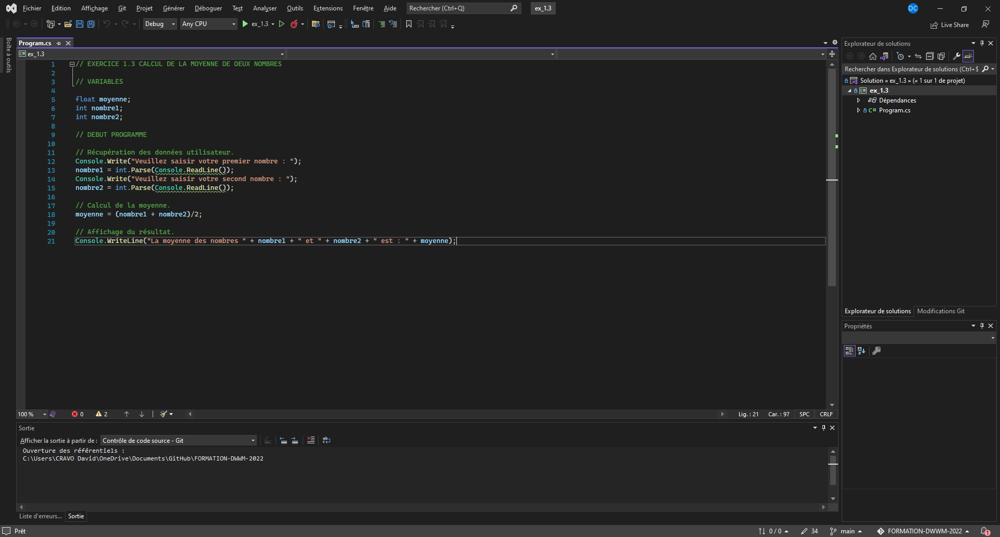 Fichier Edition Affichage Git Projet Générer Déboguer Test Analyser Outils Extensions Fenêtre Aide Rechercher (Ctrl+Q) ex_1.3 DC
Debug Any CPU ex_1.3 Live Share
Boîte à outils
Program.cs
C# ex_1.3
1 // EXERCICE 1.3 CALCUL DE LA MOYENNE DE DEUX NOMBRES
2
3 // VARIABLES
4
5 float moyenne;
6 int nombre1;
7 int nombre2;
8
9 // DEBUT PROGRAMME
10
11 // Récupération des données utilisateur.
12 Console.Write("Veuillez saisir votre premier nombre : ");
13 nombre1 = int.Parse(Console.ReadLine());
14 Console.Write("Veuillez saisir votre second nombre : ");
15 nombre2 = int.Parse(Console.ReadLine());
16
17 // Calcul de la moyenne.
18 moyenne = (nombre1 + nombre2)/2;
19
20 // Affichage du résultat.
21 Console.WriteLine("La moyenne des nombres " + nombre1 + " et " + nombre2 + " est : " + moyenne);
100 % 0 2 Lig. : 21 Car. : 97 SPC CRLF
Sortie
Afficher la sortie à partir de : Contrôle de code source - Git
Ouverture des référentiels :
C:\Users\CRAVO David\OneDrive\Documents\GitHub\FORMATION-DWWM-2022
Liste d'erreurs... Sortie
Explorateur de solutions
Rechercher dans Explorateur de solutions (Ctrl+$
Solution « ex_1.3 » (« 1 sur 1 de projet)
C# ex_1.3
Dépendances
C# Program.cs
Explorateur de solutions Modifications Git
Propriétés
Prêt 0 / 0 34 main FORMATION-DWWM-2022 1